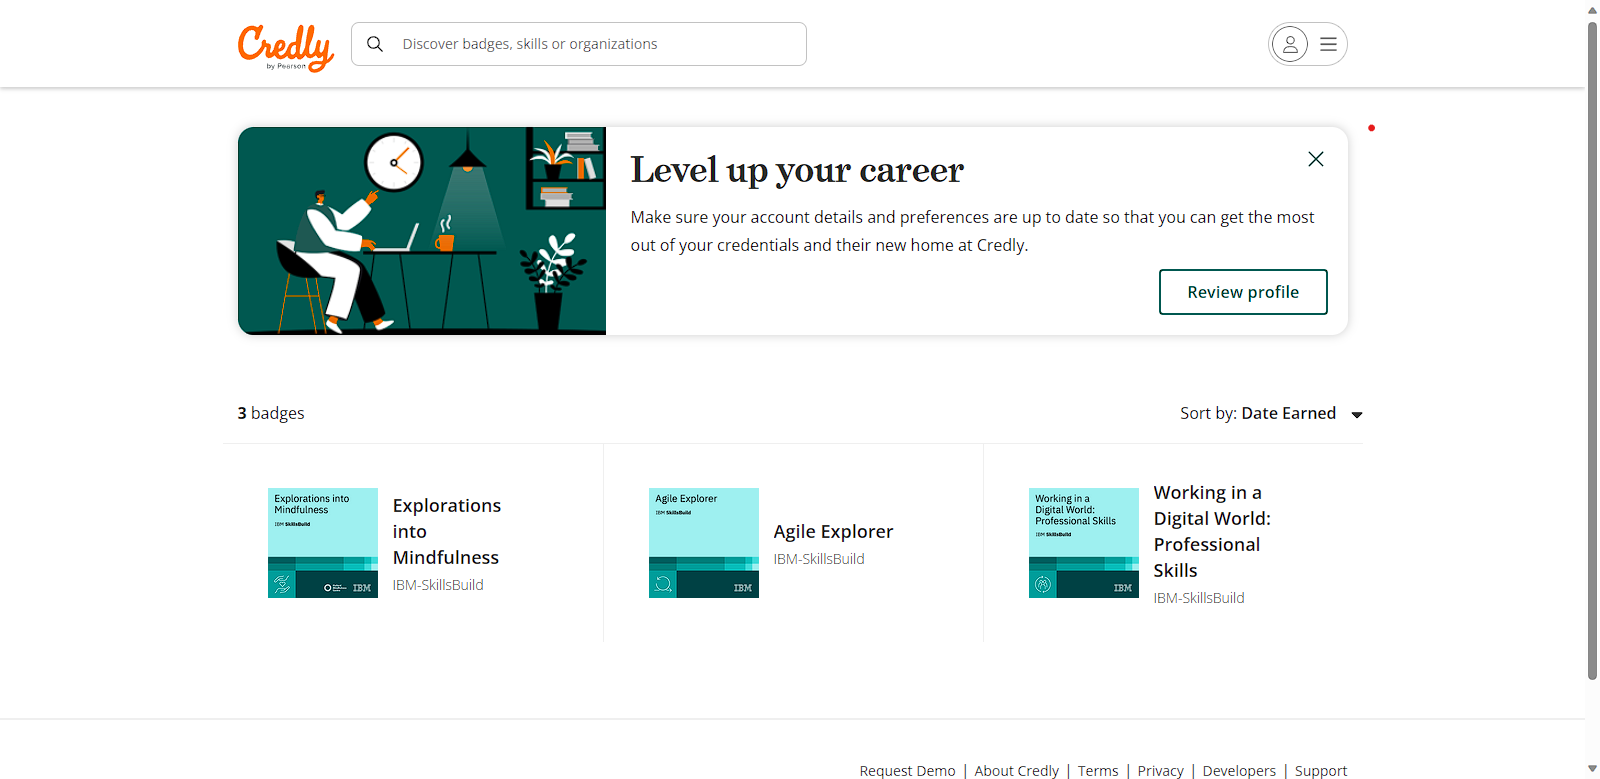 Credly
by Pearson
Discover badges, skills or organizations
Level up your career
Make sure your account details and preferences are up to date so that you can get the most
out of your credentials and their new home at Credly.
Review profile
3 badges
Sort by: Date Earned
Explorations into
Mindfulness
IBM SkillsBuild
IBM
Explorations
into
Mindfulness
IBM-SkillsBuild
Agile Explorer
IBM SkillsBuild
IBM
Agile Explorer
IBM-SkillsBuild
Working in a
Digital World:
Professional Skills
IBM SkillsBuild
IBM
Working in a
Digital World:
Professional
Skills
IBM-SkillsBuild
Request Demo | About Credly | Terms | Privacy | Developers | Support